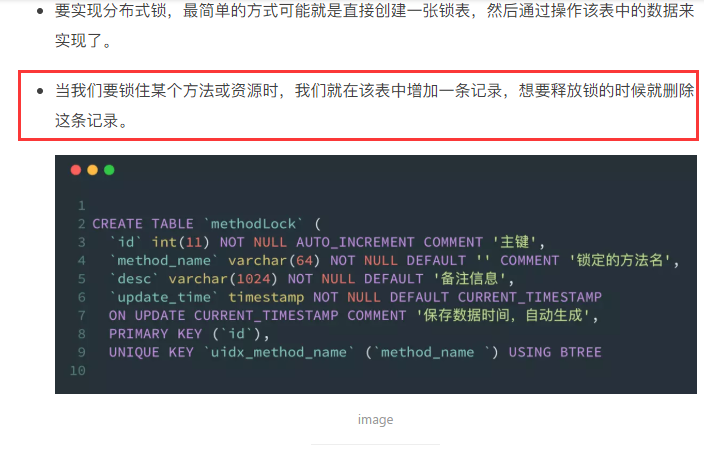 要实现分布式锁，最简单的方式可能就是直接创建一张锁表，然后通过操作该表中的数据来
实现了。
当我们要锁住某个方法或资源时，我们就在该表中增加一条记录，想要释放锁的时候就删除
这条记录。
1
2 CREATE TABLE `methodLock` (
3   `id` int(11) NOT NULL AUTO_INCREMENT COMMENT '主键',
4   `method_name` varchar(64) NOT NULL DEFAULT '' COMMENT '锁定的方法名',
5   `desc` varchar(1024) NOT NULL DEFAULT '备注信息',
6   `update_time` timestamp NOT NULL DEFAULT CURRENT_TIMESTAMP
7   ON UPDATE CURRENT_TIMESTAMP COMMENT '保存数据时间，自动生成',
8   PRIMARY KEY (`id`),
9   UNIQUE KEY `uidx_method_name` (`method_name `) USING BTREE
10
image